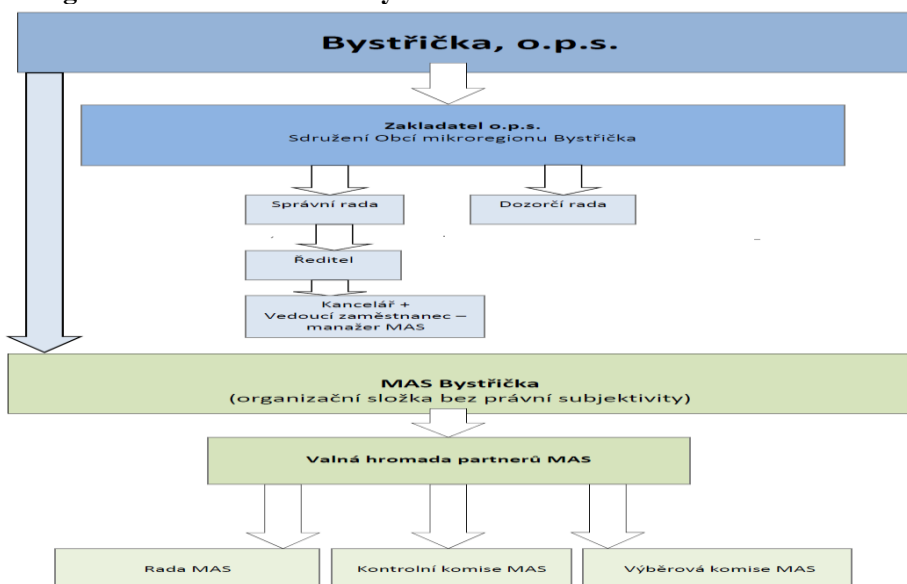 Bystřička, o.p.s.
Zakladatel o.p.s.
Sdružení Obcí mikroregionu Bystřička
Správní rada
Dozorčí rada
Ředitel
Kancelář +
Vedoucí zaměstnanec –
manažer MAS
MAS Bystřička
(organizační složka bez právní subjektivity)
Valná hromada partnerů MAS
Rada MAS
Kontrolní komise MAS
Výběrová komise MAS